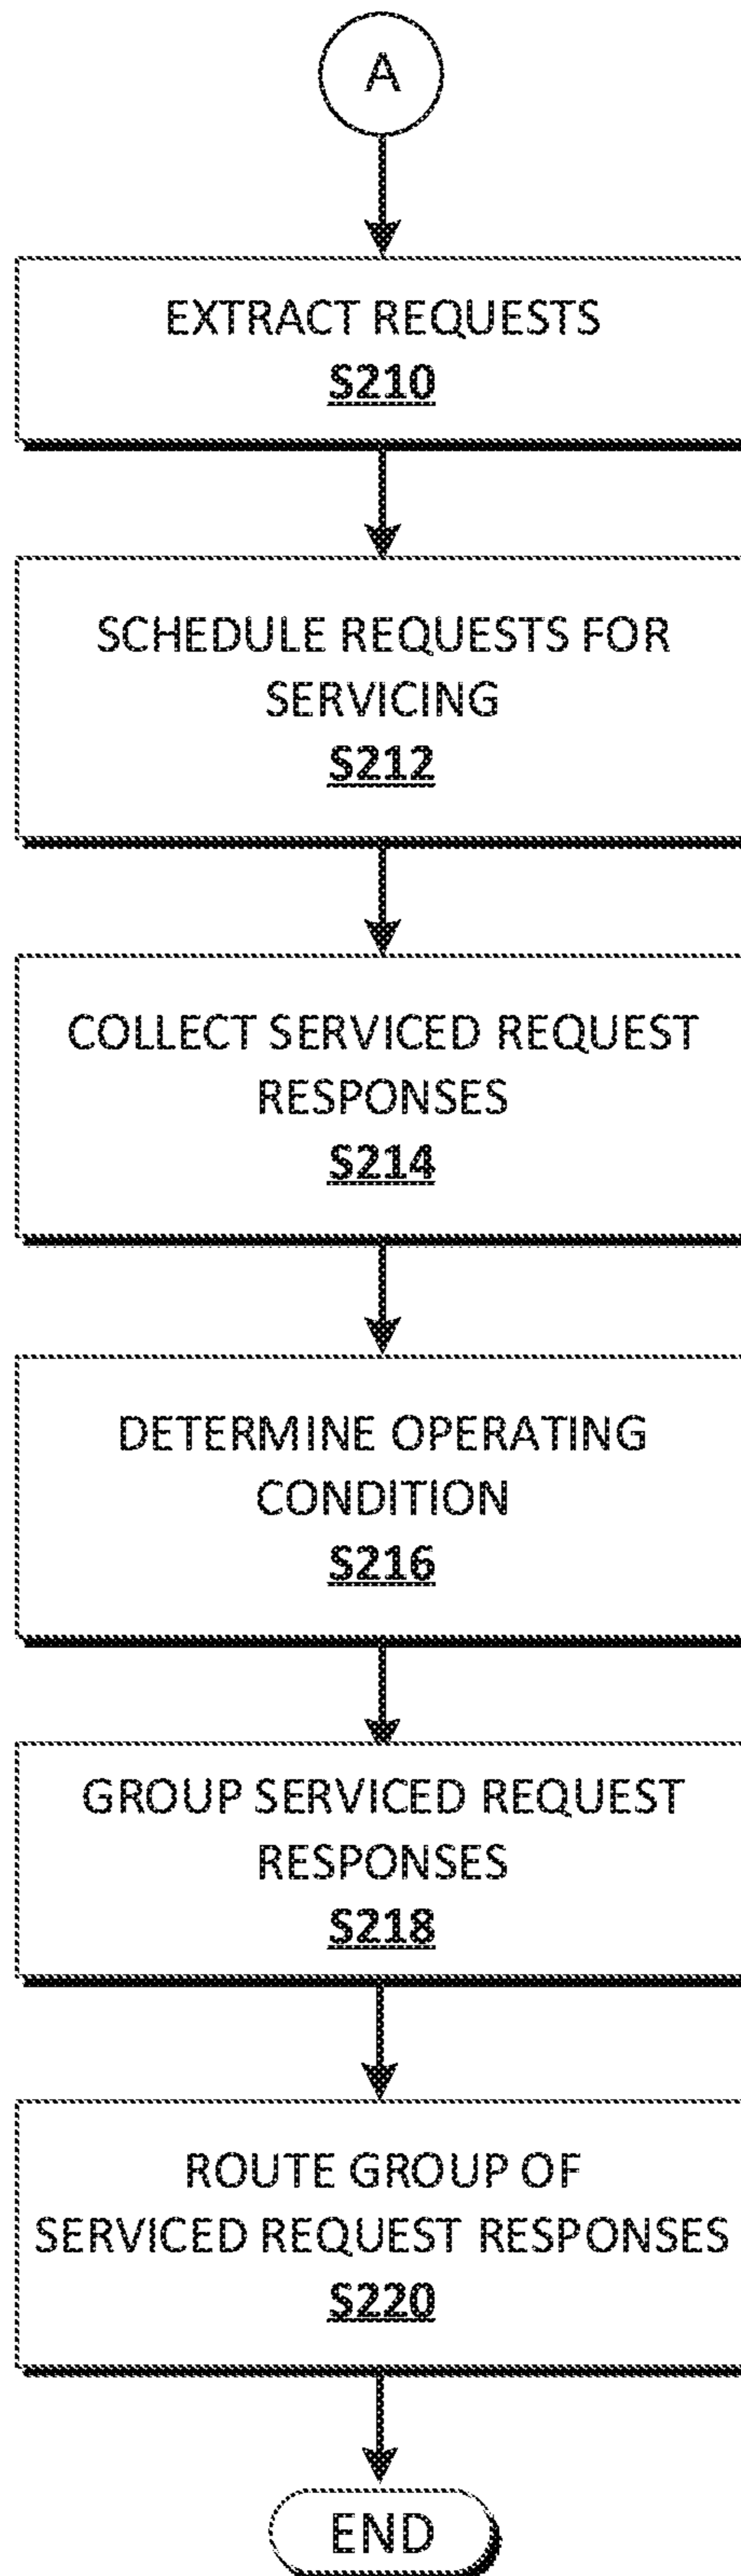 A
EXTRACT REQUESTS
S210
SCHEDULE REQUESTS FOR
SERVICING
S212
COLLECT SERVICED REQUEST
RESPONSES
S214
DETERMINE OPERATING
CONDITION
S216
GROUP SERVICED REQUEST
RESPONSES
S218
ROUTE GROUP OF
SERVICED REQUEST RESPONSES
S220
END